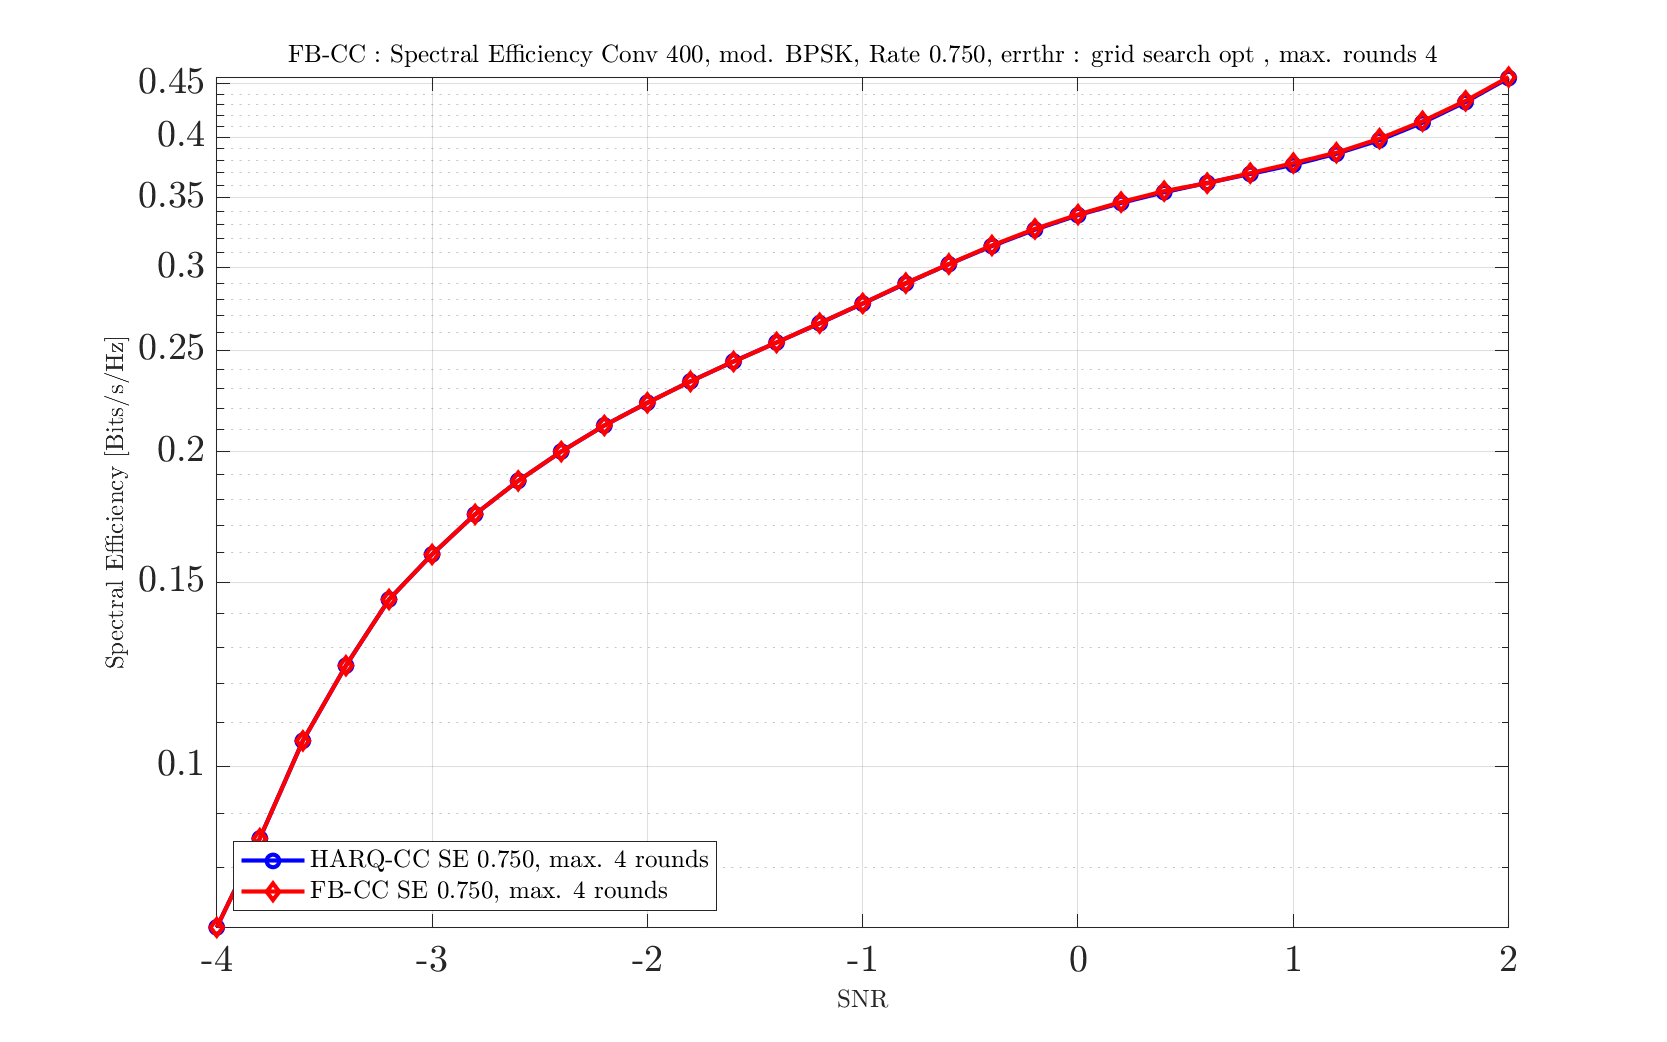 FB-CC : Spectral Efficiency Conv 400, mod. BPSK, Rate 0.750, errthr : grid search opt , max. rounds 4
0.45
0.4
0.35
0.3
0.25
0.2
0.15
0.1
Spectral Efficiency [Bits/s/Hz]
HARQ-CC SE 0.750, max. 4 rounds
FB-CC SE 0.750, max. 4 rounds
-4 -3 -2 -1 0 1 2
SNR